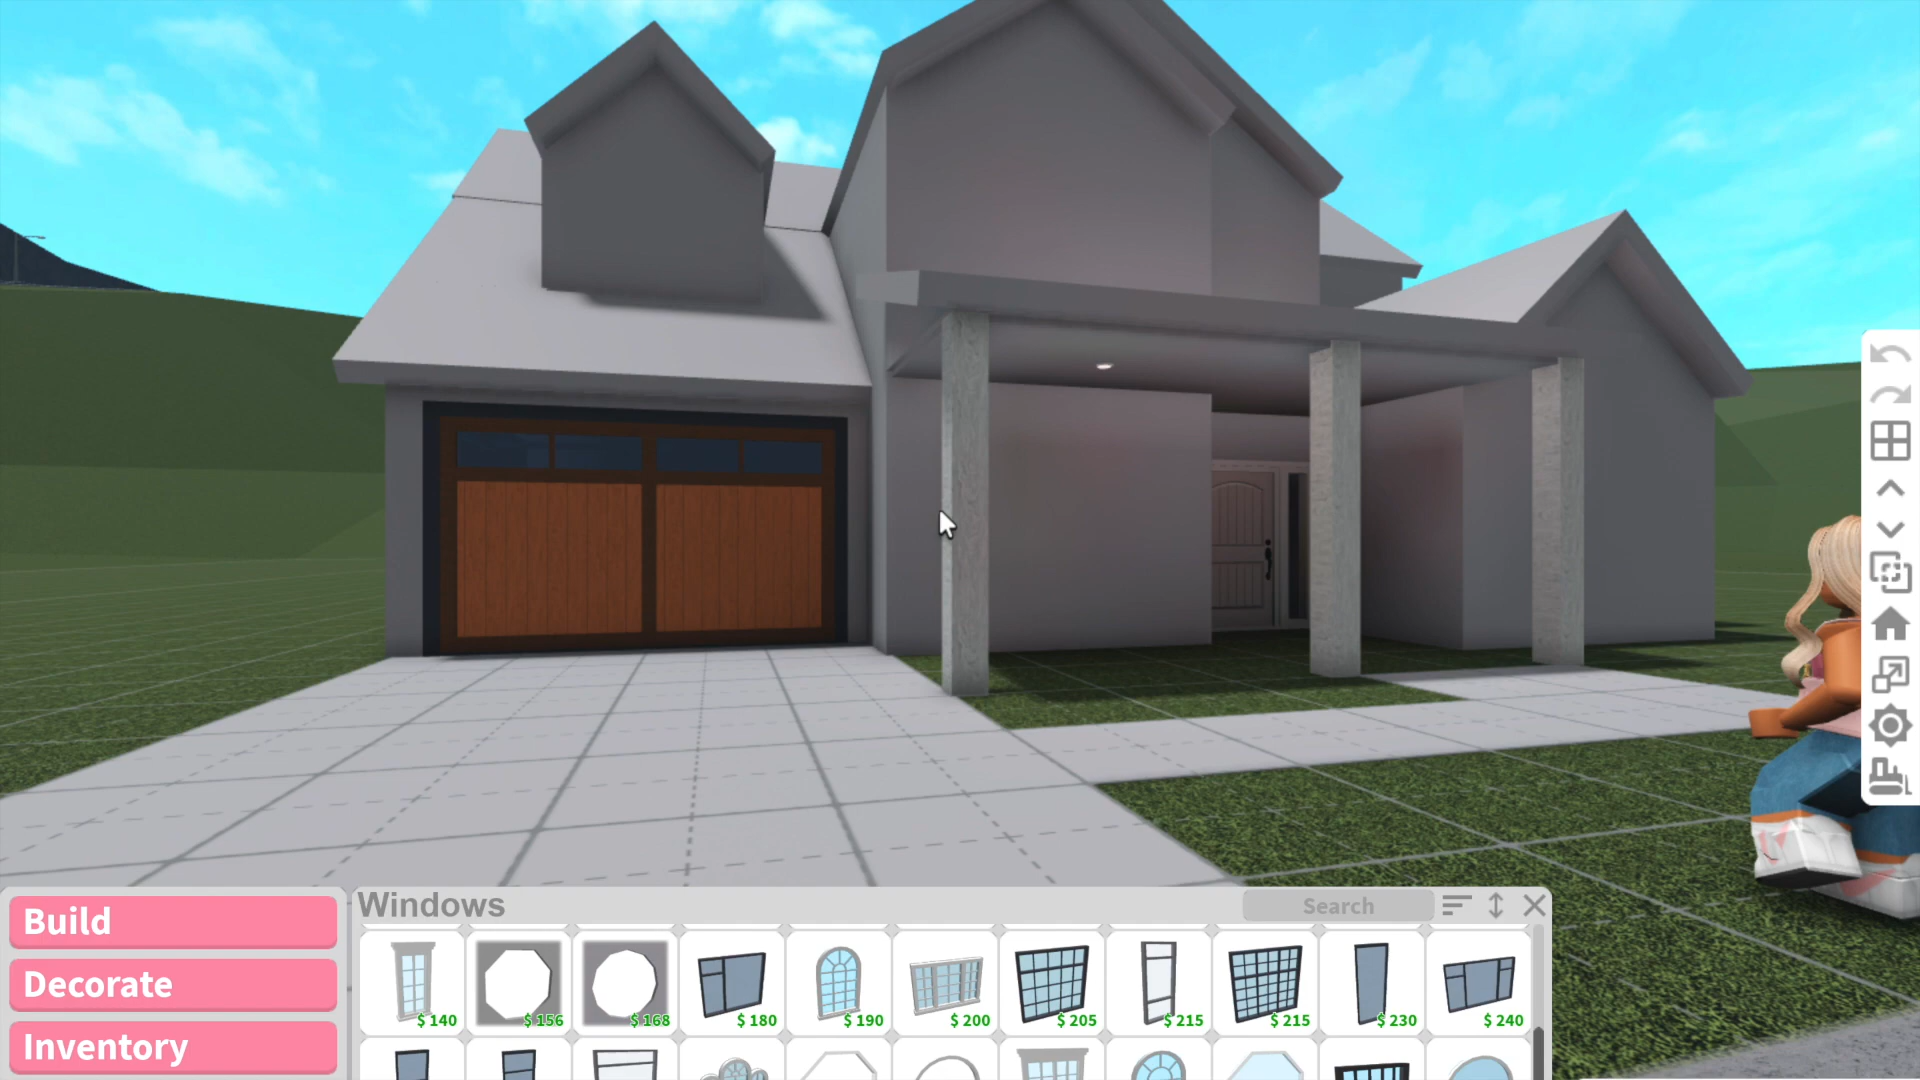 Windows
Search
Build
Decorate
Inventory
$ 140
$ 156
$ 168
$ 180
$ 190
$ 200
$ 205
$ 215
$ 215
$ 230
$ 240